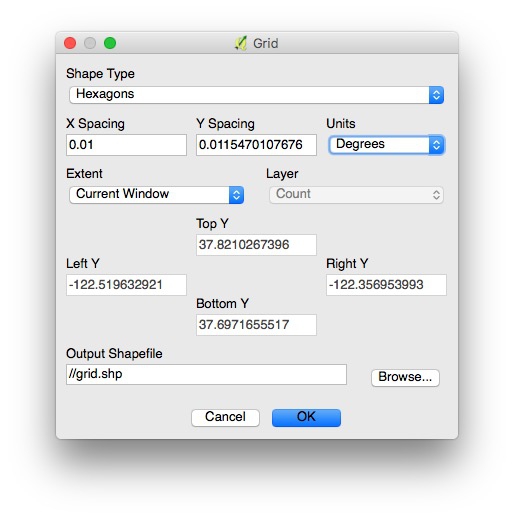 Grid
Shape Type
Hexagons
X Spacing Y Spacing Units
0.01 0.0115470107676 Degrees
Extent Layer
Current Window Count
Top Y
37.8210267396
Left Y Right Y
-122.519632921 -122.356953993
Bottom Y
37.6971655517
Output Shapefile
//grid.shp Browse...
Cancel OK